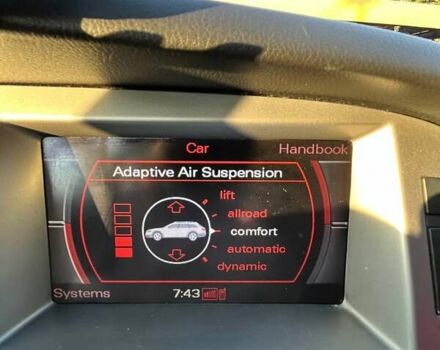 Car Handbook
Adaptive Air Suspension
lift
allroad
comfort
automatic
dynamic
Systems 7:43